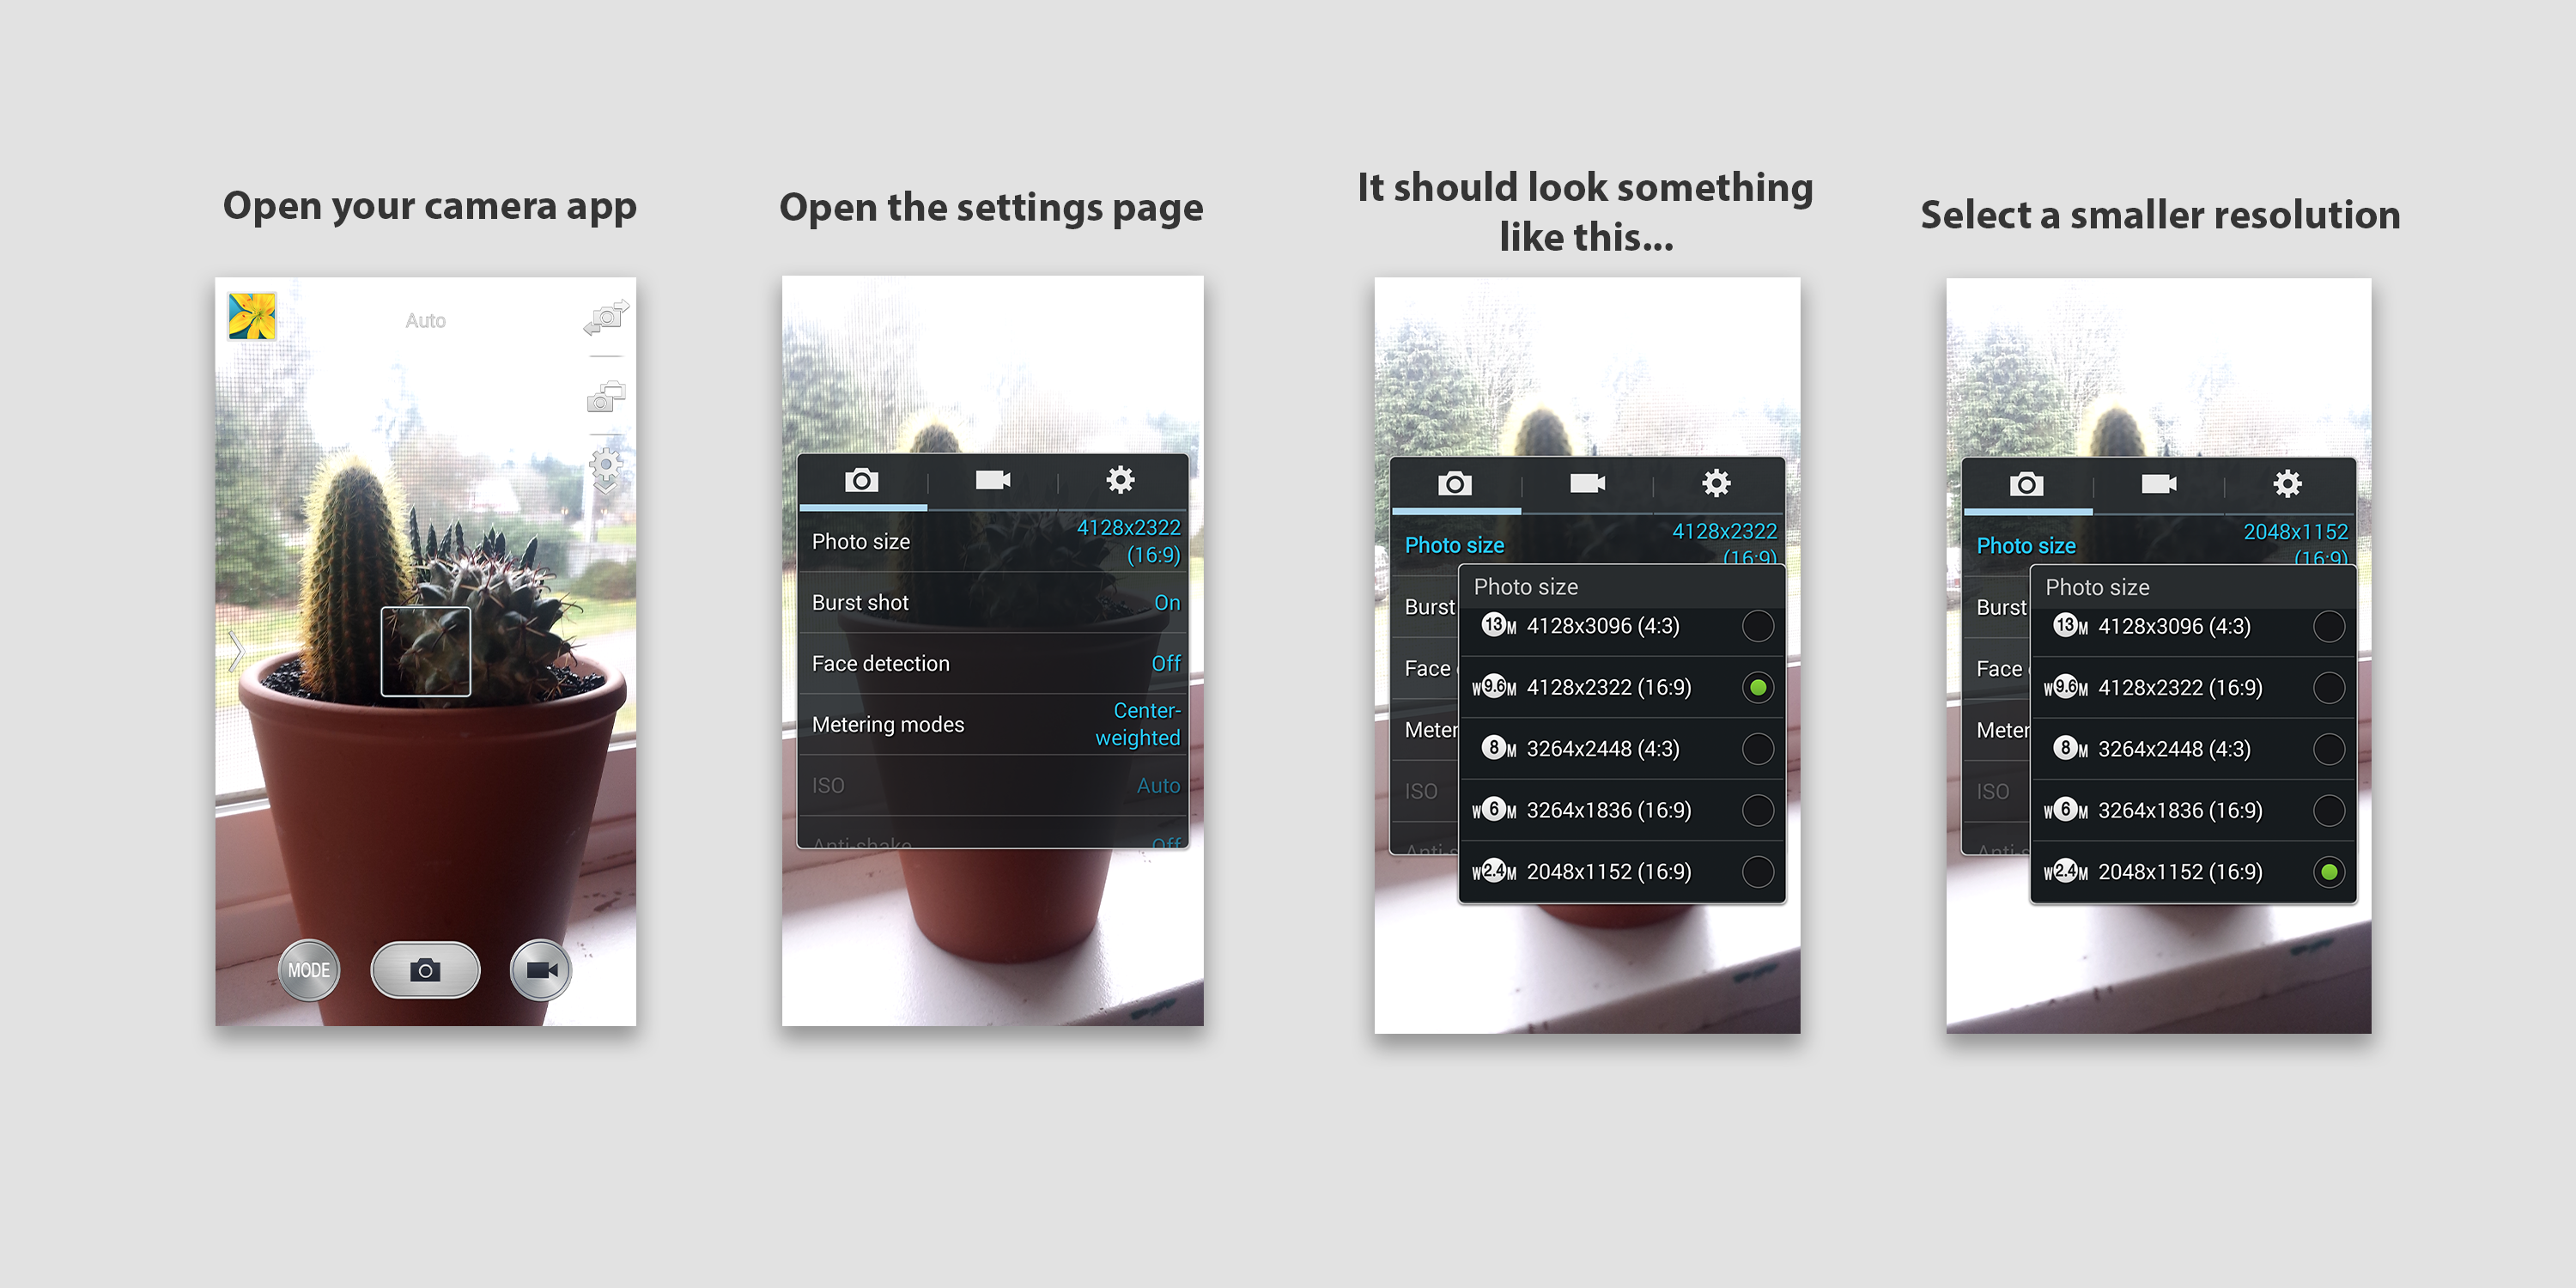 Open your camera app
Auto
MODE
Open the settings page
Photo size
4128x2322
(16:9)
Burst shot
On
Face detection
Off
Metering modes
Center-
weighted
ISO
Auto
Anti-shake
Off
It should look something
like this...
Photo size
4128x2322
(16:9)
Burst
Face
Meter
ISO
Anti-s
Photo size
13M 4128x3096 (4:3)
W9.6M 4128x2322 (16:9)
8M 3264x2448 (4:3)
W6M 3264x1836 (16:9)
W2.4M 2048x1152 (16:9)
Select a smaller resolution
Photo size
2048x1152
(16:9)
Burst
Face
Meter
ISO
Anti-s
Photo size
13M 4128x3096 (4:3)
W9.6M 4128x2322 (16:9)
8M 3264x2448 (4:3)
W6M 3264x1836 (16:9)
W2.4M 2048x1152 (16:9)